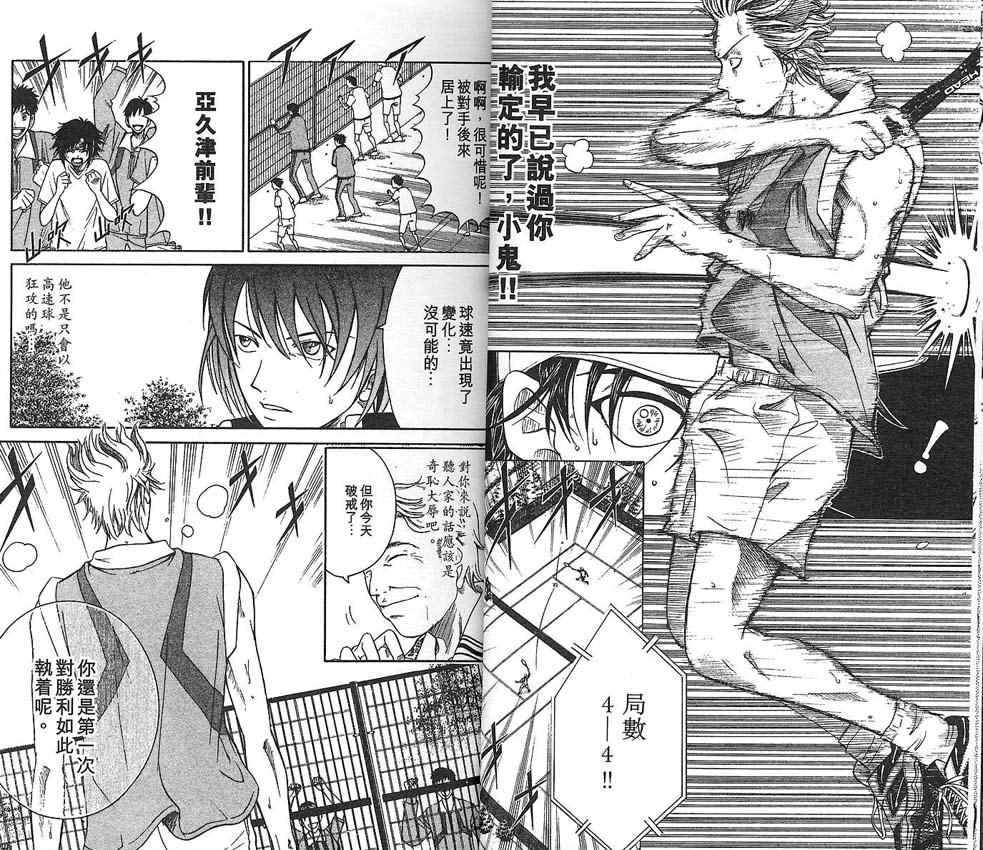 我早已說過你
輸定的了，小鬼!!
局數
4—4!!
啊啊，很可惜呢！
被對手後來
居上了！
亞久津前輩!!
球速竟出現了
變化…
沒可能的…
他不是只會以
高速球
狂攻的嗎…
對你來說，
聽人家的話應該是
奇恥大辱吧。
但你今天
破戒了…
你還是第一次
對勝利如此
執着呢。